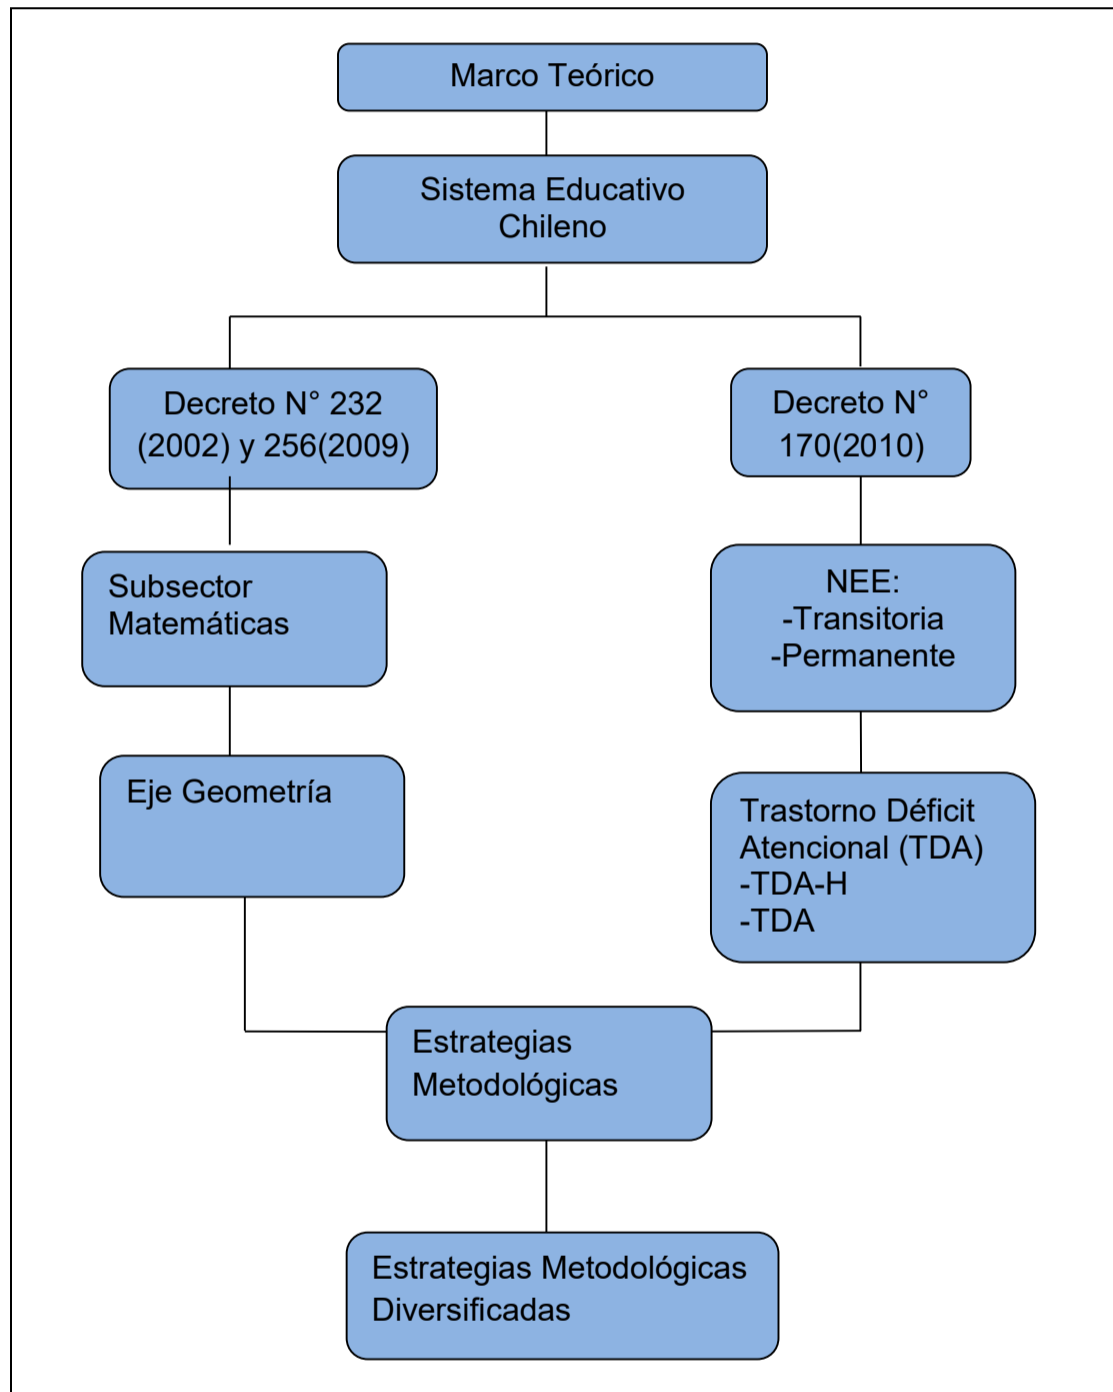 Marco Teórico
Sistema Educativo
Chileno
Decreto N° 232
(2002) y 256(2009)
Decreto N°
170(2010)
Subsector
Matemáticas
NEE:
-Transitoria
-Permanente
Eje Geometría
Trastorno Déficit
Atencional (TDA)
-TDA-H
-TDA
Estrategias
Metodológicas
Estrategias Metodológicas
Diversificadas